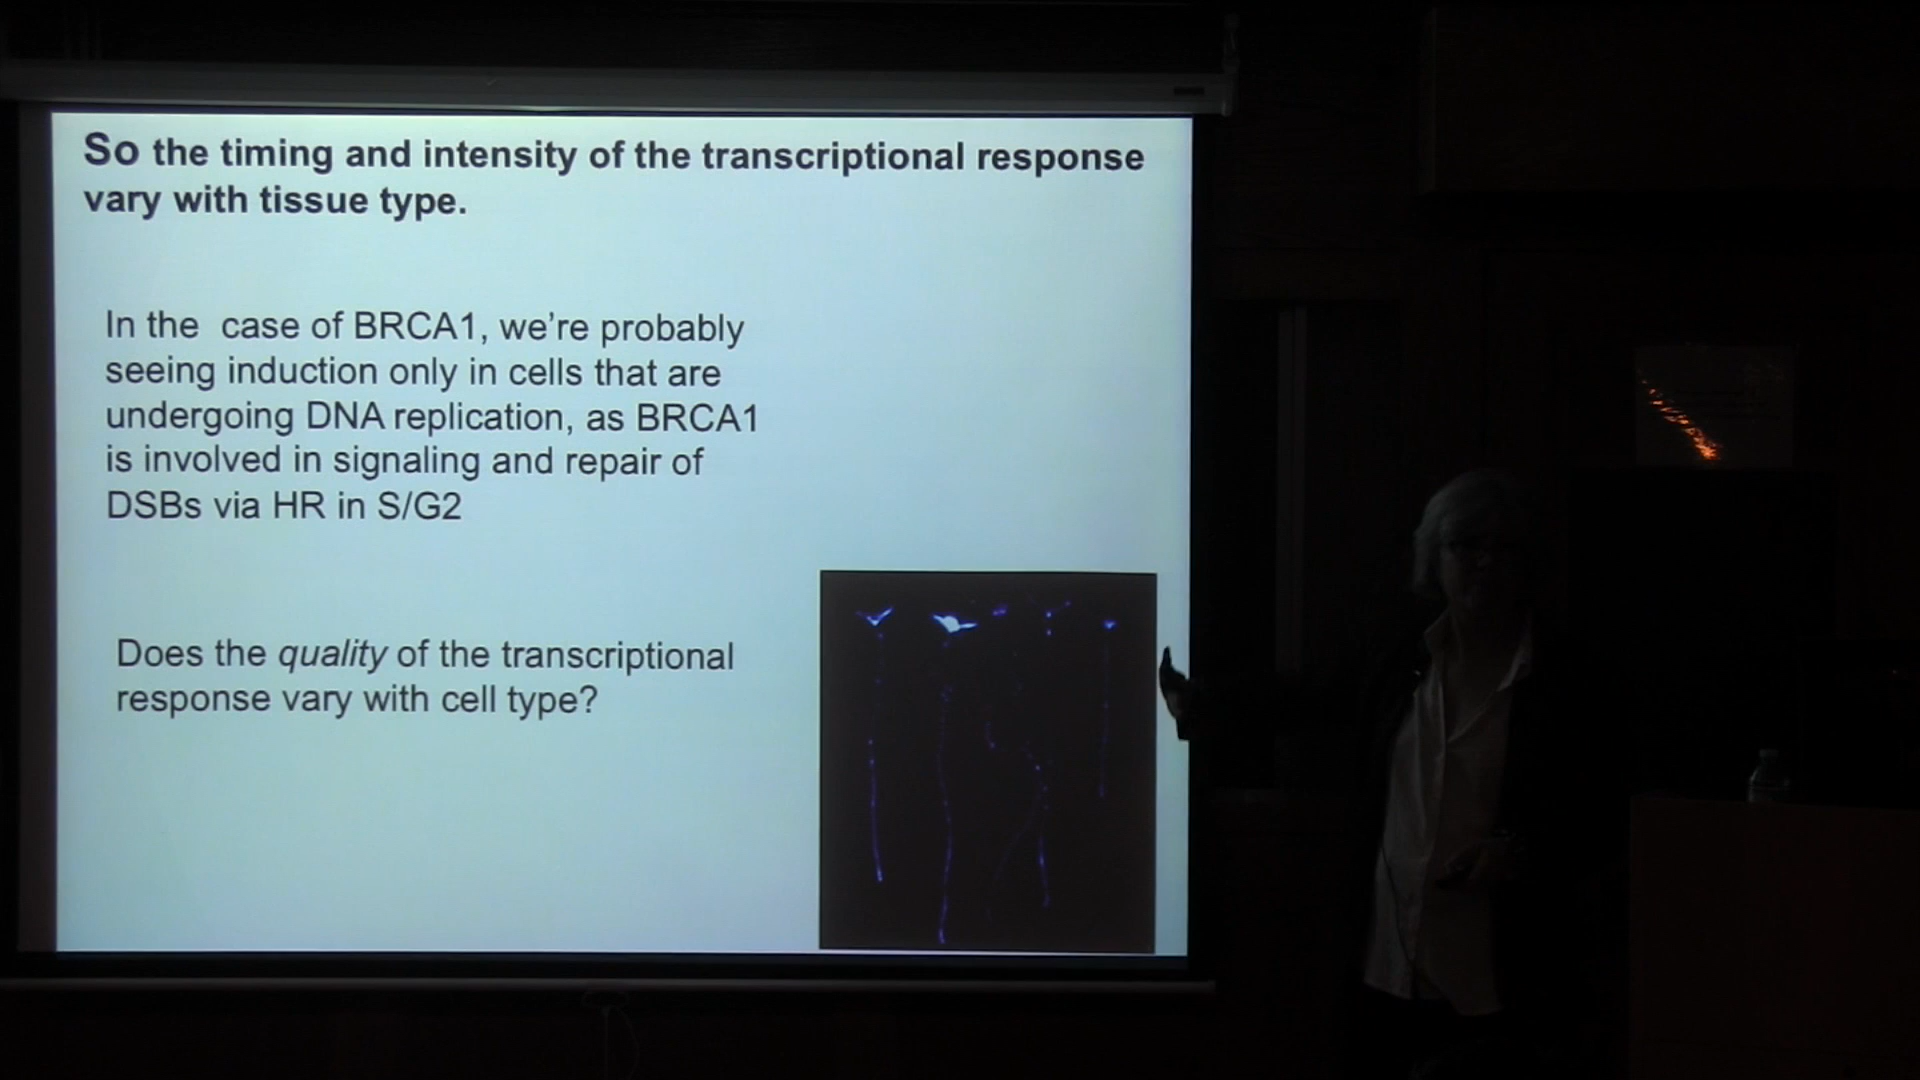 So the timing and intensity of the transcriptional response
vary with tissue type.
In the case of BRCA1, we're probably
seeing induction only in cells that are
undergoing DNA replication, as BRCA1
is involved in signaling and repair of
DSBs via HR in S/G2
Does the quality of the transcriptional
response vary with cell type?